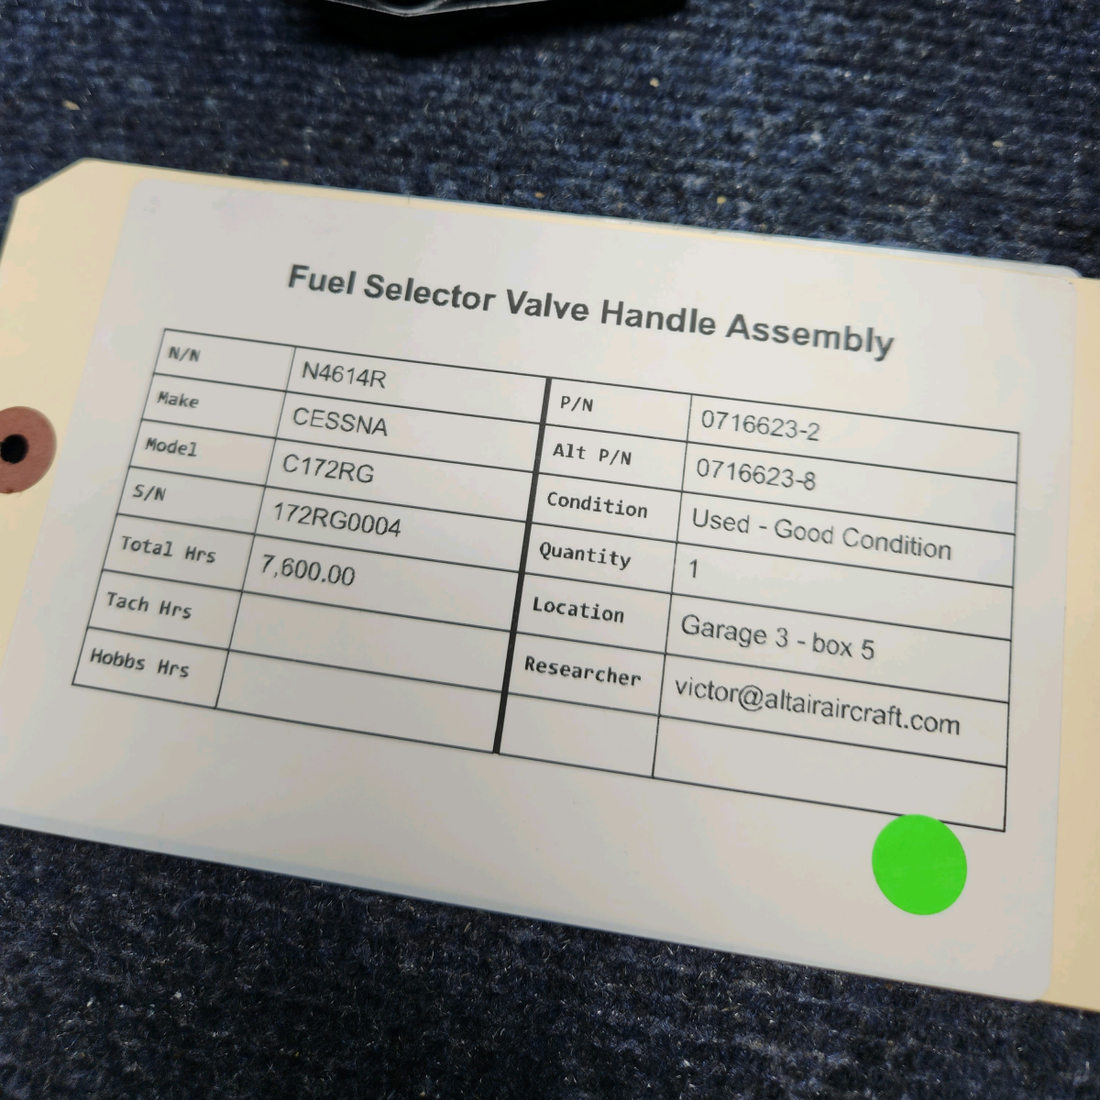 Fuel Selector Valve Handle Assembly
N/N N4614R
Make CESSNA
Model C172RG
S/N 172RG0004
Total Hrs 7,600.00
Tach Hrs
Hobbs Hrs
P/N 0716623-2
Alt P/N 0716623-8
Condition Used - Good Condition
Quantity 1
Location Garage 3 - box 5
Researcher victor@altairaircraft.com